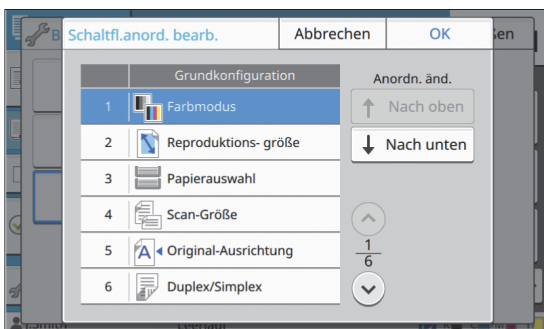 B
Schaltfl.anord. bearb.
Abbrechen
OK
en
Grundkonfiguration
Anordn. änd.
1 Farbmodus
Nach oben
2 Reproduktions- größe
Nach unten
3 Papierauswahl
4 Scan-Größe
5 Original-Ausrichtung
1
6
6 Duplex/Simplex